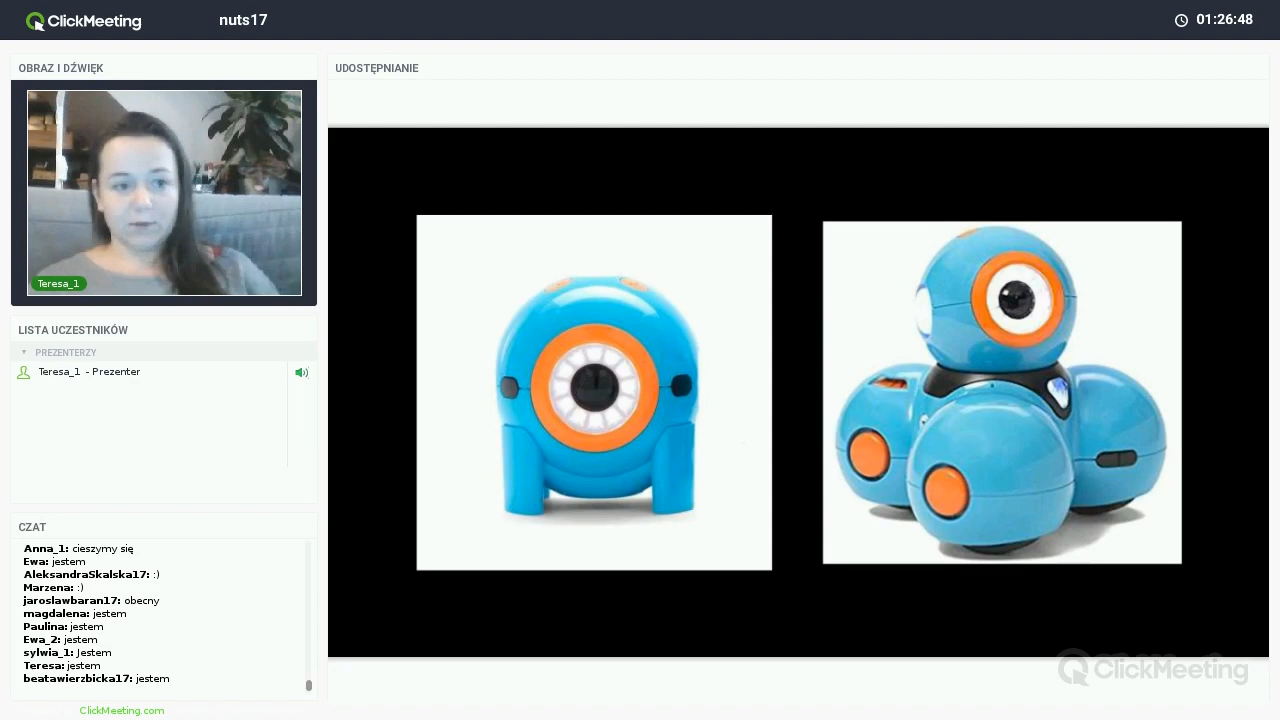 ClickMeeting
nuts17
01:26:48
OBRAZ I DŹWIĘK
UDOSTĘPNIANIE
Teresa_1
LISTA UCZESTNIKÓW
PREZENTERZY
Teresa_1 - Prezenter
CZAT
Anna_1: cieszymy się
Ewa: jestem
AleksandraSkalska17: :)
Marzena: :)
jaroslawbaran17: obecny
magdalena: jestem
Paulina: jestem
Ewa_2: jestem
sylwia_1: Jestem
Teresa: jestem
beatawierzbicka17: jestem
ClickMeeting
ClickMeeting.com